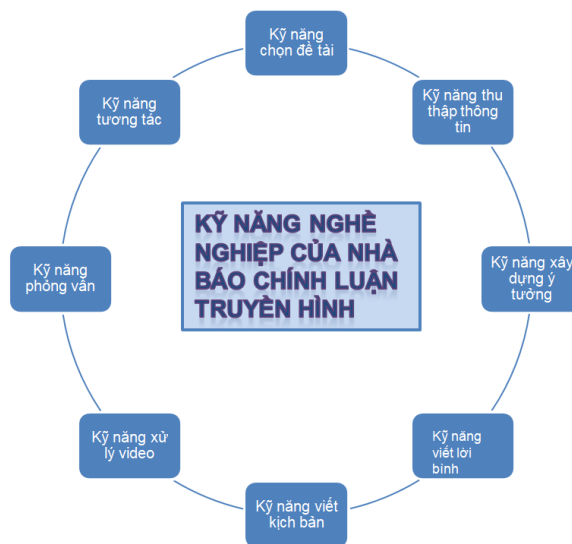 Kỹ năng
chọn đề tài
Kỹ năng thu
thập thông
tin
Kỹ năng xây
dựng ý
tưởng
Kỹ năng
viết lời
bình
Kỹ năng viết
kịch bản
Kỹ năng xử
lý video
Kỹ năng
phỏng vấn
Kỹ năng
tương tác
KỸ NĂNG NGHỀ
NGHIỆP CỦA NHÀ
BÁO CHÍNH LUẬN
TRUYỀN HÌNH